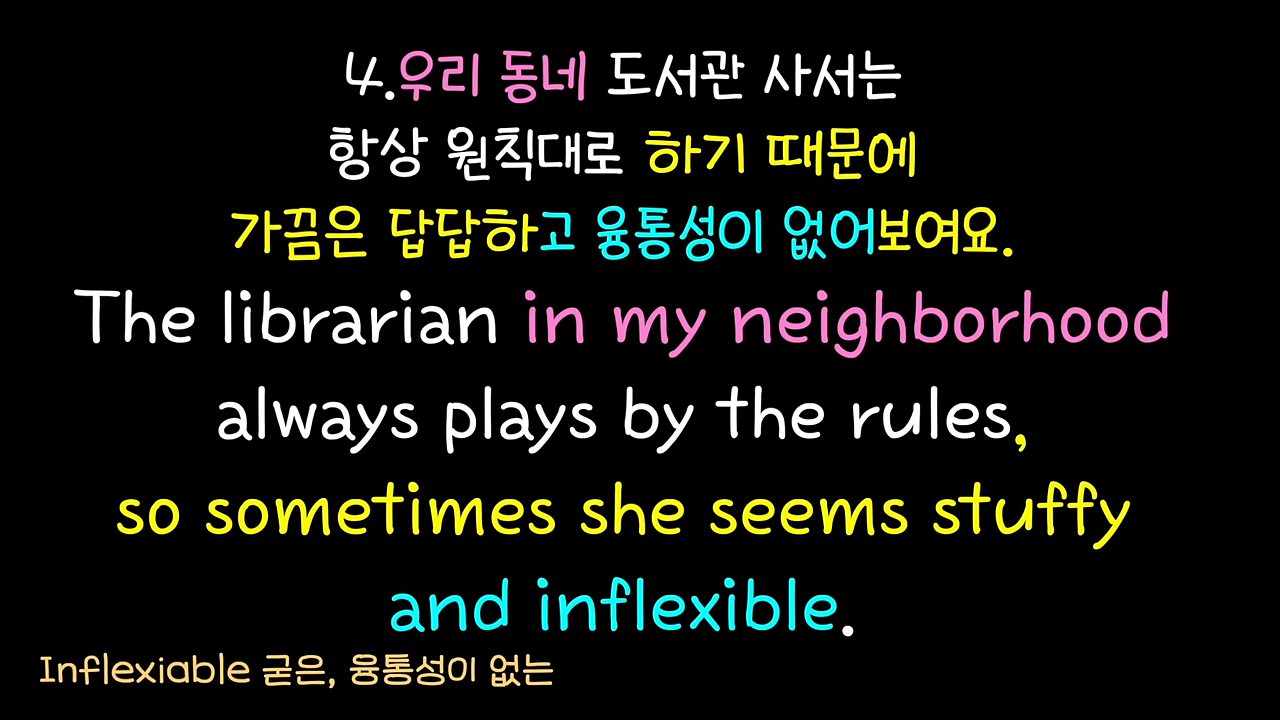 4.우리 동네 도서관 사서는
항상 원칙대로 하기 때문에
가끔은 답답하고 융통성이 없어보여요.
The librarian in my neighborhood
always plays by the rules,
so sometimes she seems stuffy
and inflexible.
Inflexiable 굳은, 융통성이 없는